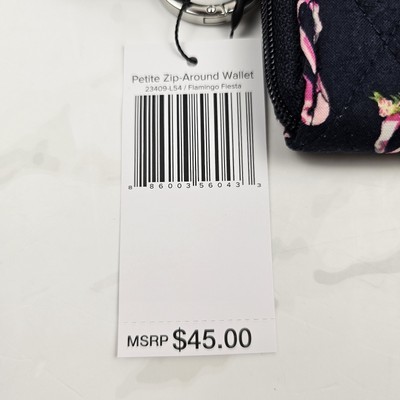 Petite Zip-Around Wallet
23409-L54 / Flamingo Fiesta
8 86003 56043 3
MSRP $45.00